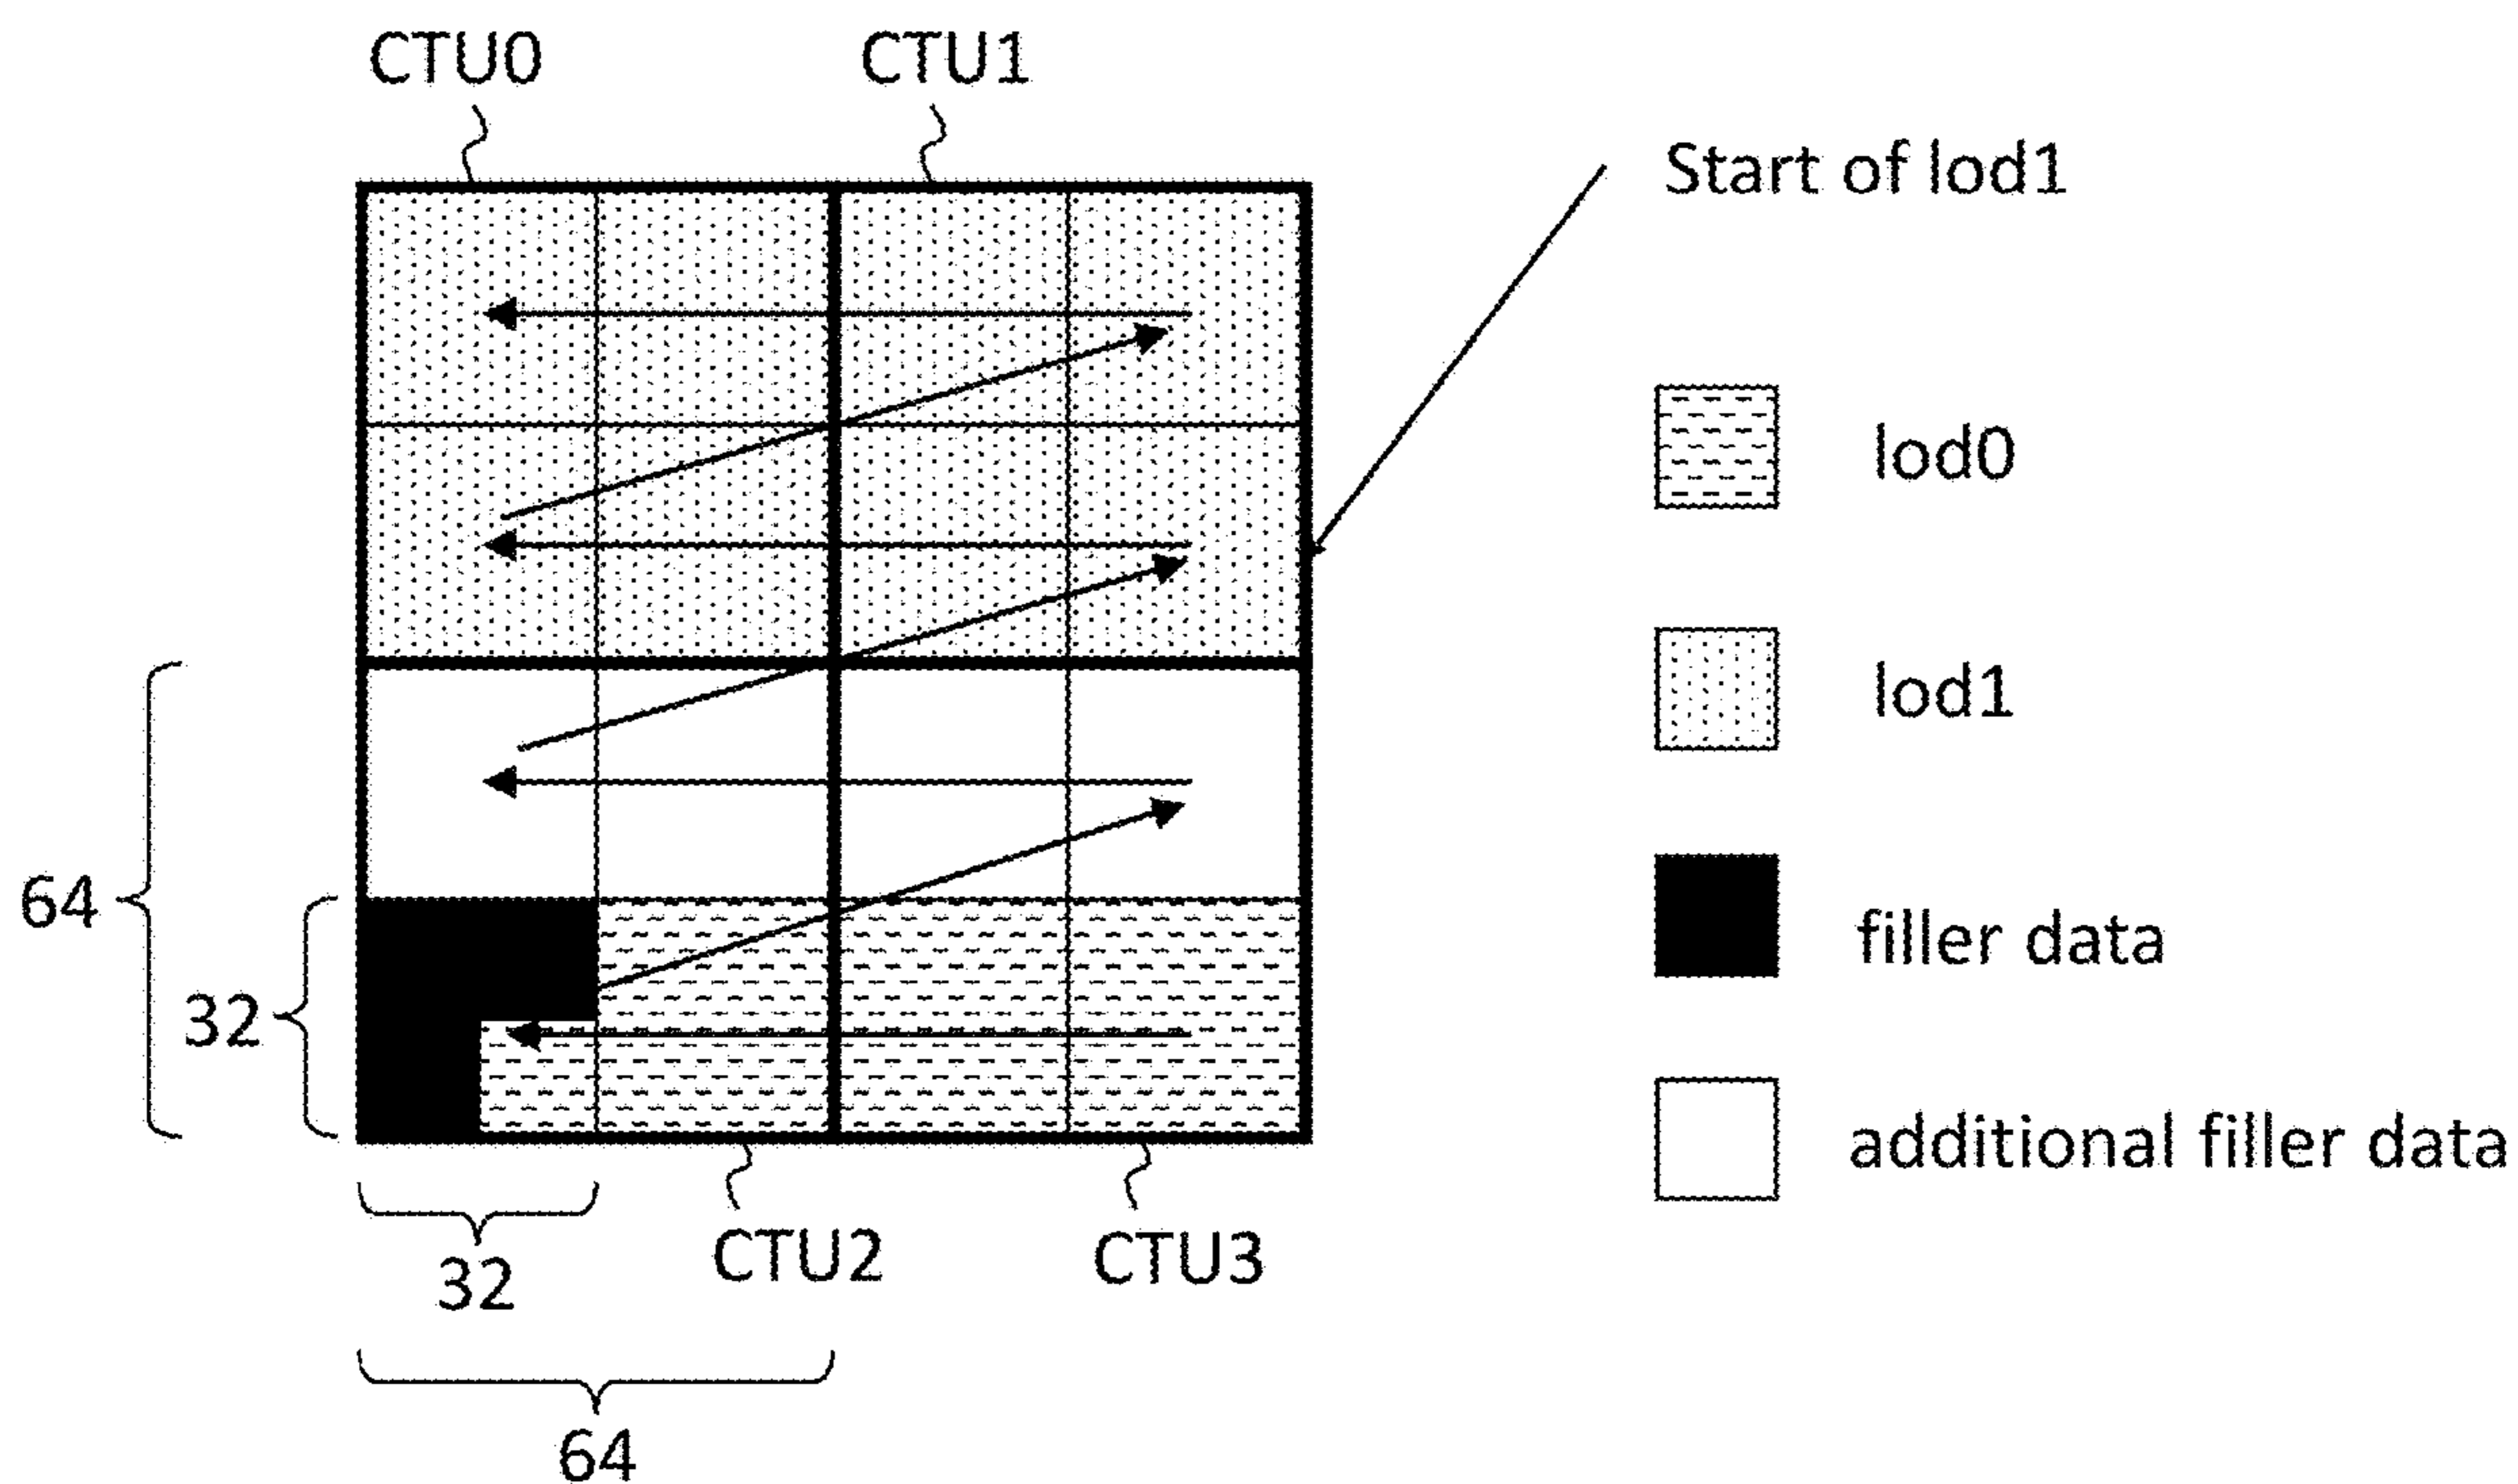 CTU0
CTU1
Start of lod1
lod0
lod1
64
filler data
32
additional filler data
CTU2
CTU3
32
64